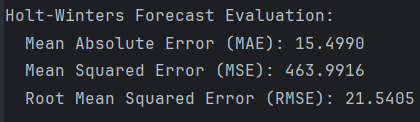 Holt-Winters Forecast Evaluation:
Mean Absolute Error (MAE): 15.4990
Mean Squared Error (MSE): 463.9916
Root Mean Squared Error (RMSE): 21.5405